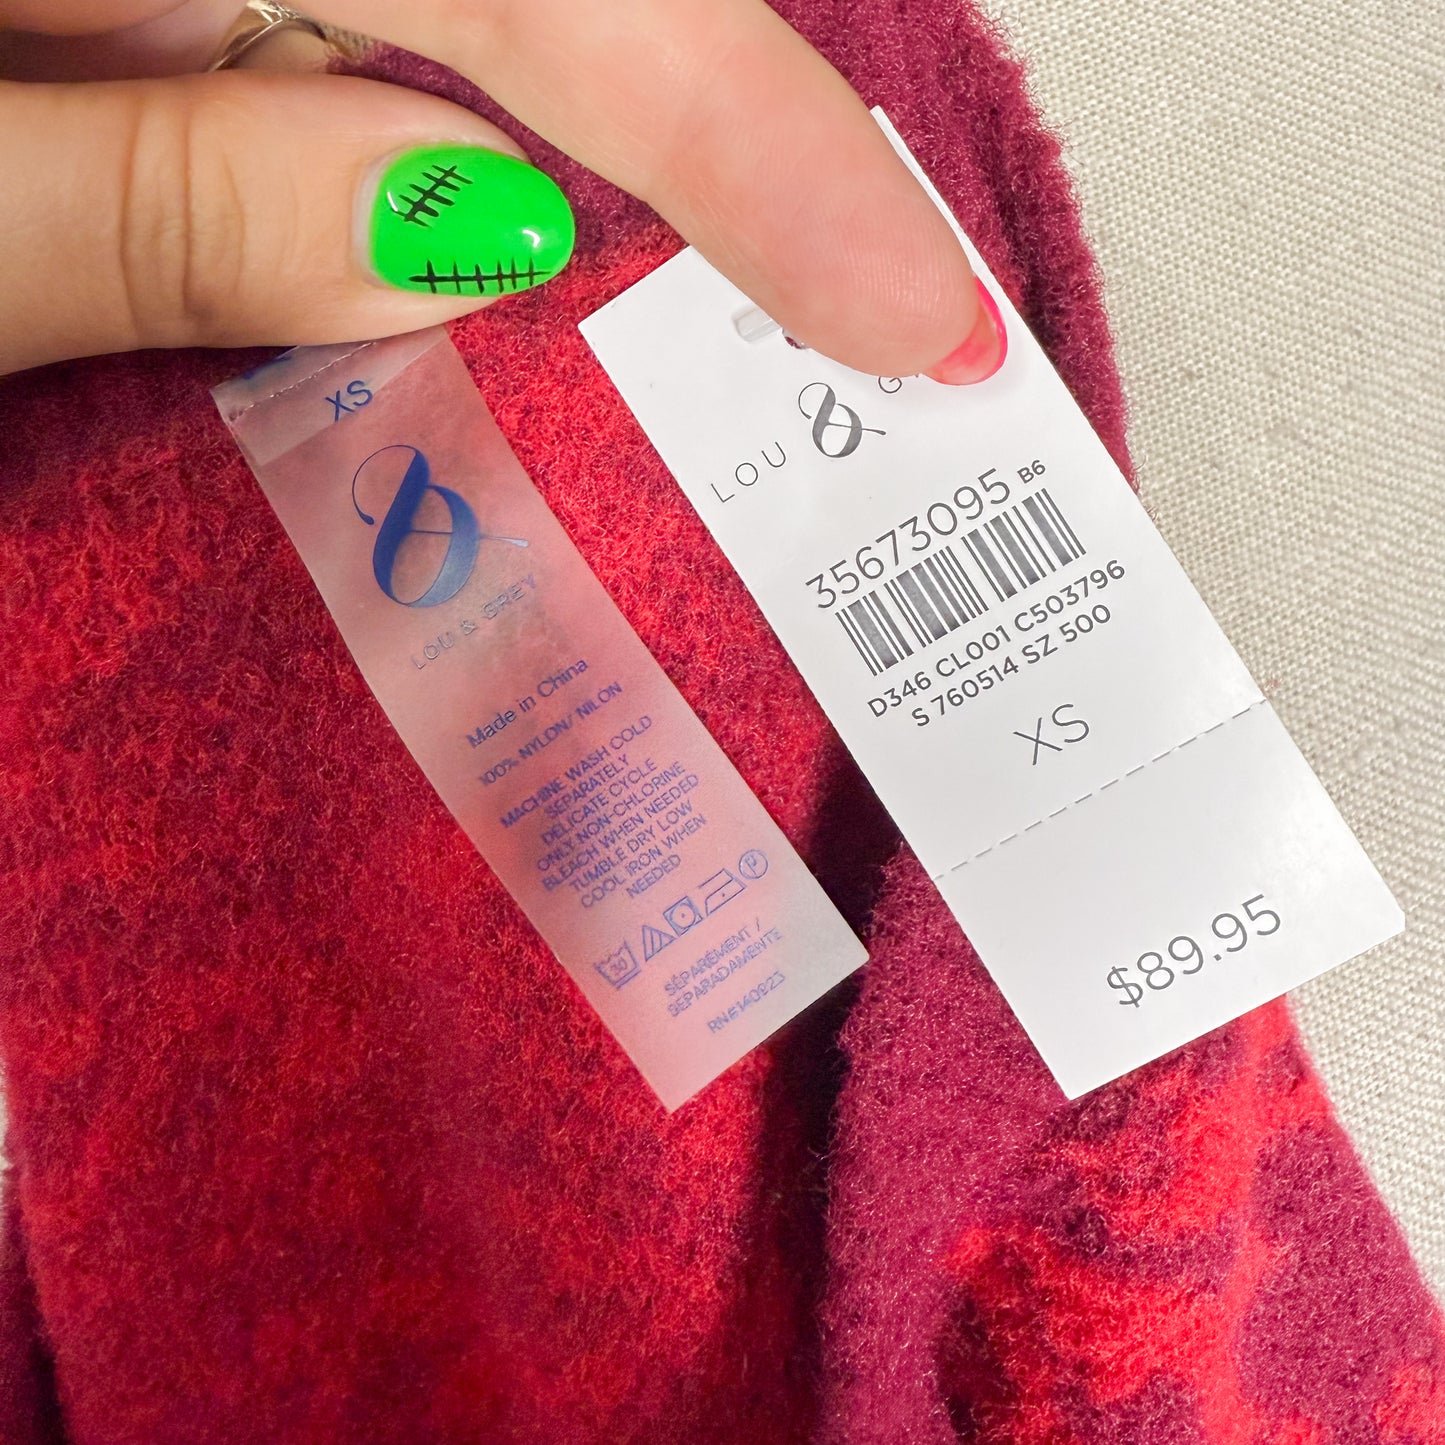 XS
&
LOU & GREY
Made in China
100% NYLON/ NILON
MACHINE WASH COLD
SEPARATELY
DELICATE CYCLE
ONLY NON-CHLORINE
BLEACH WHEN NEEDED
TUMBLE DRY LOW
COOL IRON WHEN
NEEDED
30
P
SÉPARÉMENT /
SEPARADAMENTE
RN#140923
LOU & G
35673095 B6
D346 CL001 C503796
S 760514 SZ 500
XS
$89.95